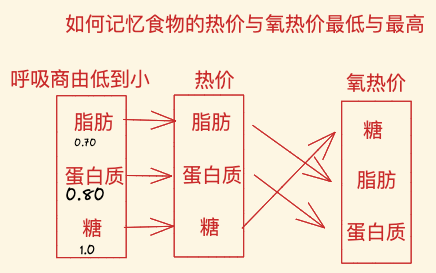 如何记忆食物的热价与氧热价最低与最高
呼吸商由低到小
热价
氧热价
脂肪
0.70
蛋白质
0.80
糖
1.0
脂肪
蛋白质
糖
糖
脂肪
蛋白质